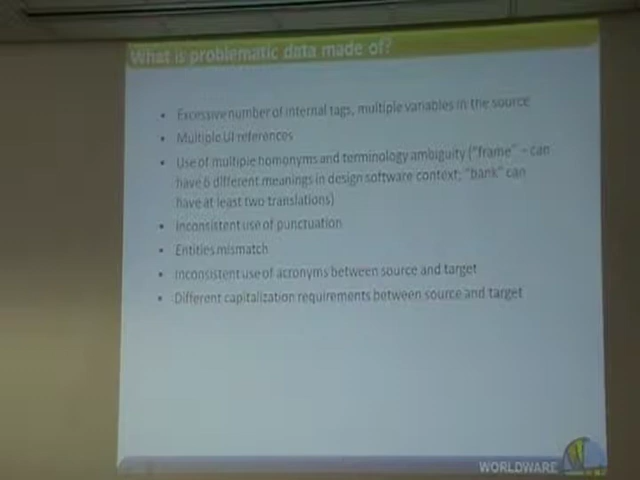 What is problematic data made of?
• Excessive number of internal tags, multiple variables in the source
• Multiple UI references
• Use of multiple homonyms and terminology ambiguity ("frame" – can
have 6 different meanings in design software context; "bank" can
have at least two translations)
• Inconsistent use of punctuation
• Entities mismatch
• Inconsistent use of acronyms between source and target
• Different capitalization requirements between source and target
WORLDWARE